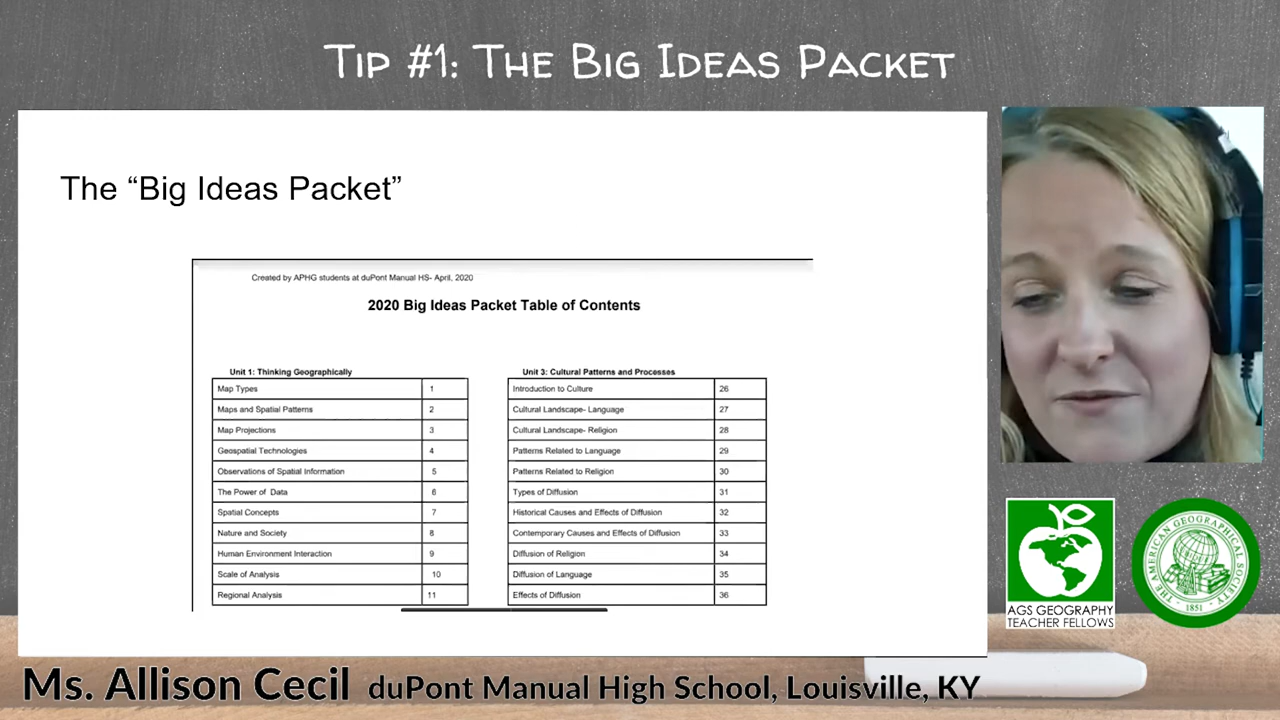 TIP #1: THE BIG IDEAS PACKET
The “Big Ideas Packet”
Created by APHG students at duPont Manual HS- April, 2020
2020 Big Ideas Packet Table of Contents
Unit 1: Thinking Geographically
Map Types 1
Maps and Spatial Patterns 2
Map Projections 3
Geospatial Technologies 4
Observations of Spatial Information 5
The Power of Data 6
Spatial Concepts 7
Nature and Society 8
Human Environment Interaction 9
Scale of Analysis 10
Regional Analysis 11
Unit 3: Cultural Patterns and Processes
Introduction to Culture 26
Cultural Landscape- Language 27
Cultural Landscape- Religion 28
Patterns Related to Language 29
Patterns Related to Religion 30
Types of Diffusion 31
Historical Causes and Effects of Diffusion 32
Contemporary Causes and Effects of Diffusion 33
Diffusion of Religion 34
Diffusion of Language 35
Effects of Diffusion 36
AGS GEOGRAPHY
TEACHER FELLOWS
THE AMERICAN GEOGRAPHICAL SOCIETY
1851
Ms. Allison Cecil duPont Manual High School, Louisville, KY